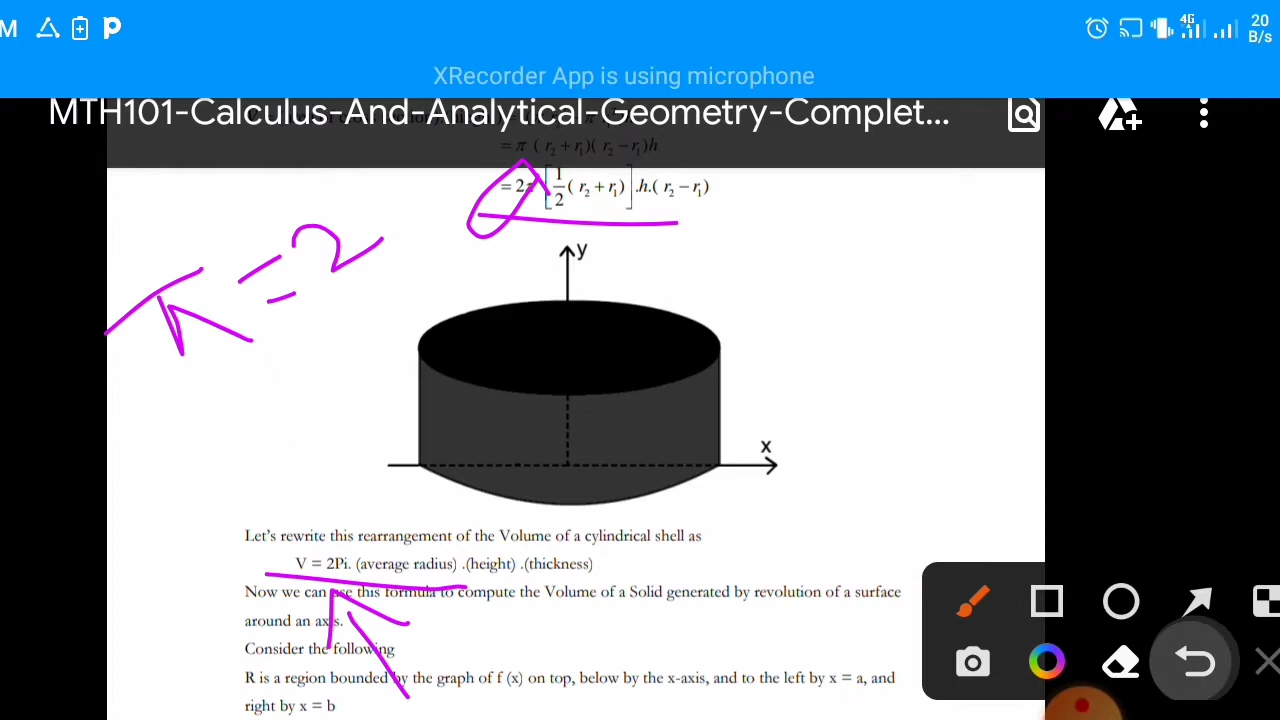 M P 4G 20
B/s
XRecorder App is using microphone
MTH101-Calculus-And-Analytical-Geometry-Complet...
= π ( r₂ + r₁)( r₂ − r₁)h
= 2π [1/2 ( r₂ + r₁)] .h.( r₂ − r₁)
π = 2
y
x
Let's rewrite this rearrangement of the Volume of a cylindrical shell as
V = 2Pi. (average radius) .(height) .(thickness)
Now we can use this formula to compute the Volume of a Solid generated by revolution of a surface
around an axis.
Consider the following
R is a region bounded by the graph of f (x) on top, below by the x-axis, and to the left by x = a, and
right by x = b